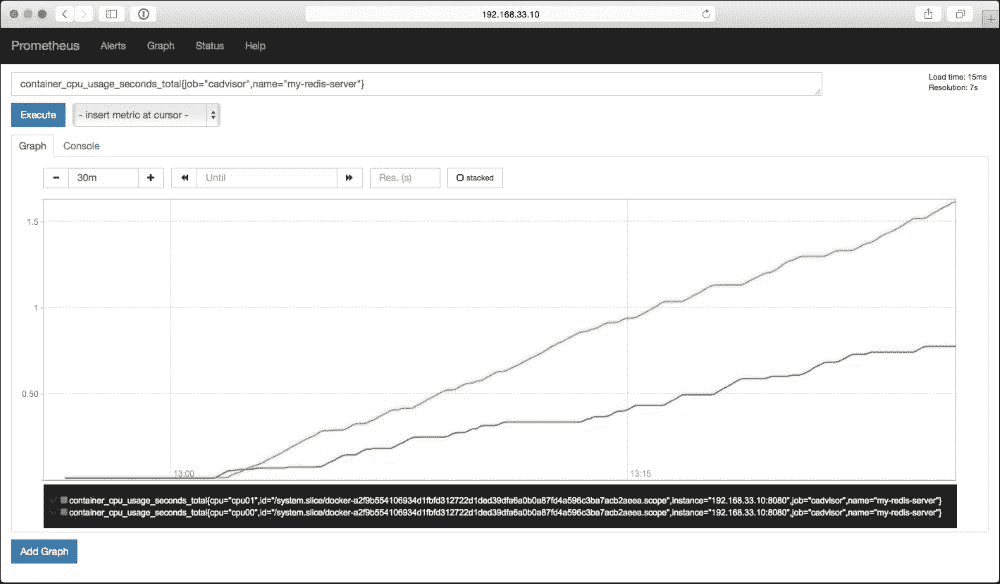 192.168.33.10
Prometheus Alerts Graph Status Help
container_cpu_usage_seconds_total{job="cadvisor",name="my-redis-server"}
Load time: 15ms
Resolution: 7s
Execute - insert metric at cursor -
Graph Console
30m Until Res. (s) stacked
1.5
1
0.50
13:00 13:15
container_cpu_usage_seconds_total{cpu="cpu01",id="/system.slice/docker-a2f9b554106934d1fbfd312722d1ded39dfa6a0b0a87fd4a596c3ba7acb2aeea.scope",instance="192.168.33.10:8080",job="cadvisor",name="my-redis-server"}
container_cpu_usage_seconds_total{cpu="cpu00",id="/system.slice/docker-a2f9b554106934d1fbfd312722d1ded39dfa6a0b0a87fd4a596c3ba7acb2aeea.scope",instance="192.168.33.10:8080",job="cadvisor",name="my-redis-server"}
Add Graph